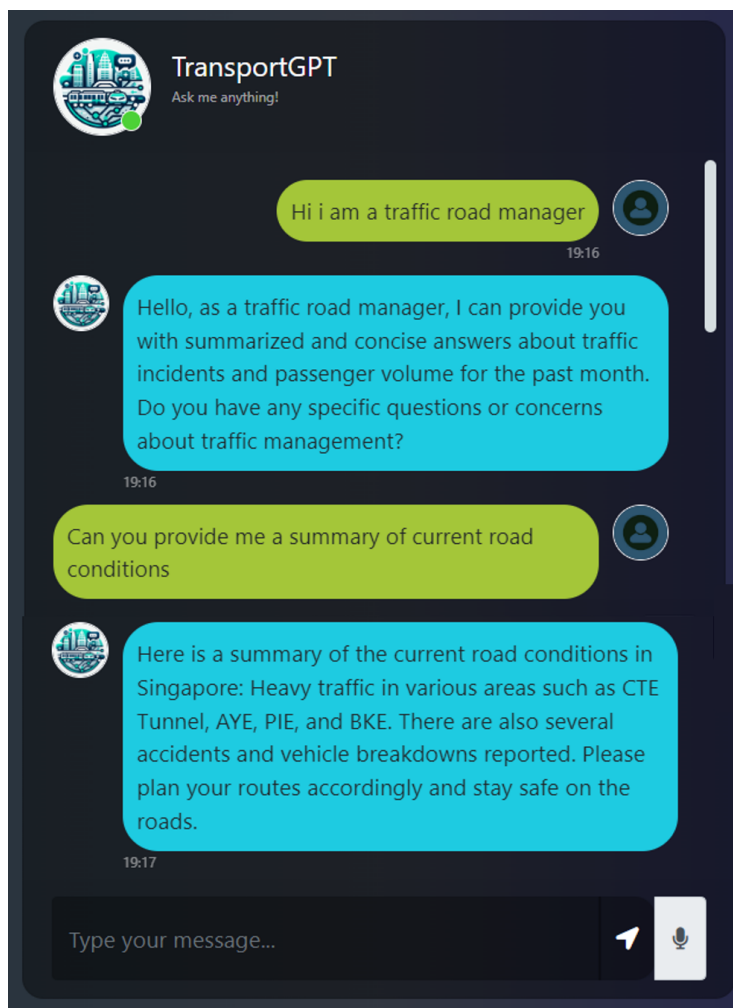 TransportGPT
Ask me anything!
Hi i am a traffic road manager
19:16
Hello, as a traffic road manager, I can provide you
with summarized and concise answers about traffic
incidents and passenger volume for the past month.
Do you have any specific questions or concerns
about traffic management?
19:16
Can you provide me a summary of current road
conditions
Here is a summary of the current road conditions in
Singapore: Heavy traffic in various areas such as CTE
Tunnel, AYE, PIE, and BKE. There are also several
accidents and vehicle breakdowns reported. Please
plan your routes accordingly and stay safe on the
roads.
19:17
Type your message...